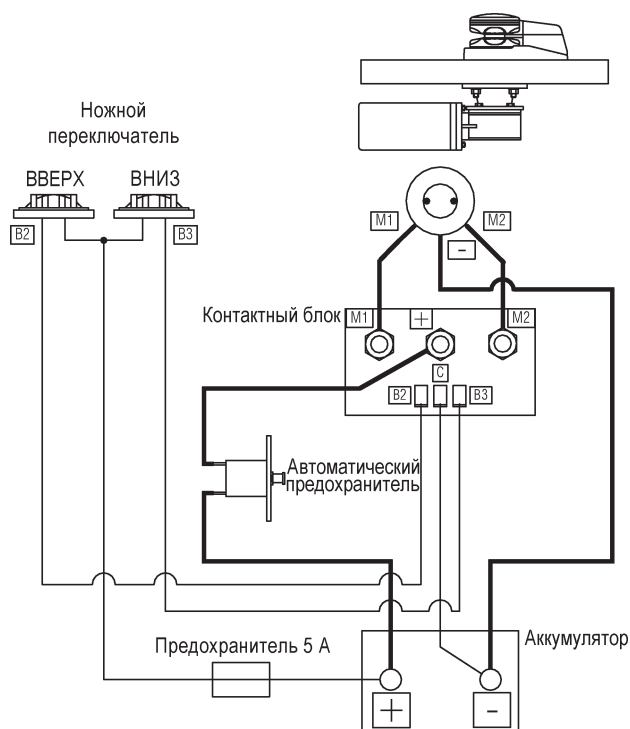 Ножной
переключатель
ВВЕРХ ВНИЗ
B2 B3
M1 M2
-
Контактный блок M1 + M2
C
B2 B3
Автоматический
предохранитель
Предохранитель 5 А
Аккумулятор
+ -